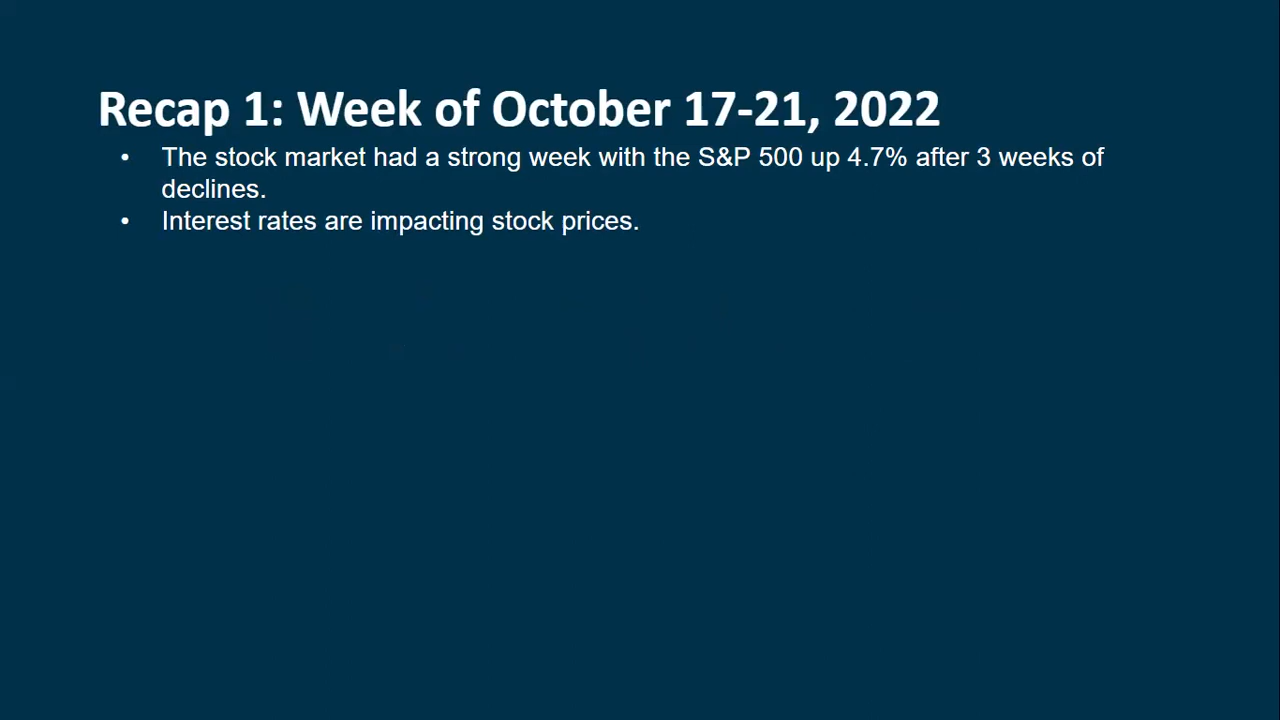 Recap 1: Week of October 17-21, 2022
• The stock market had a strong week with the S&P 500 up 4.7% after 3 weeks of
declines.
• Interest rates are impacting stock prices.